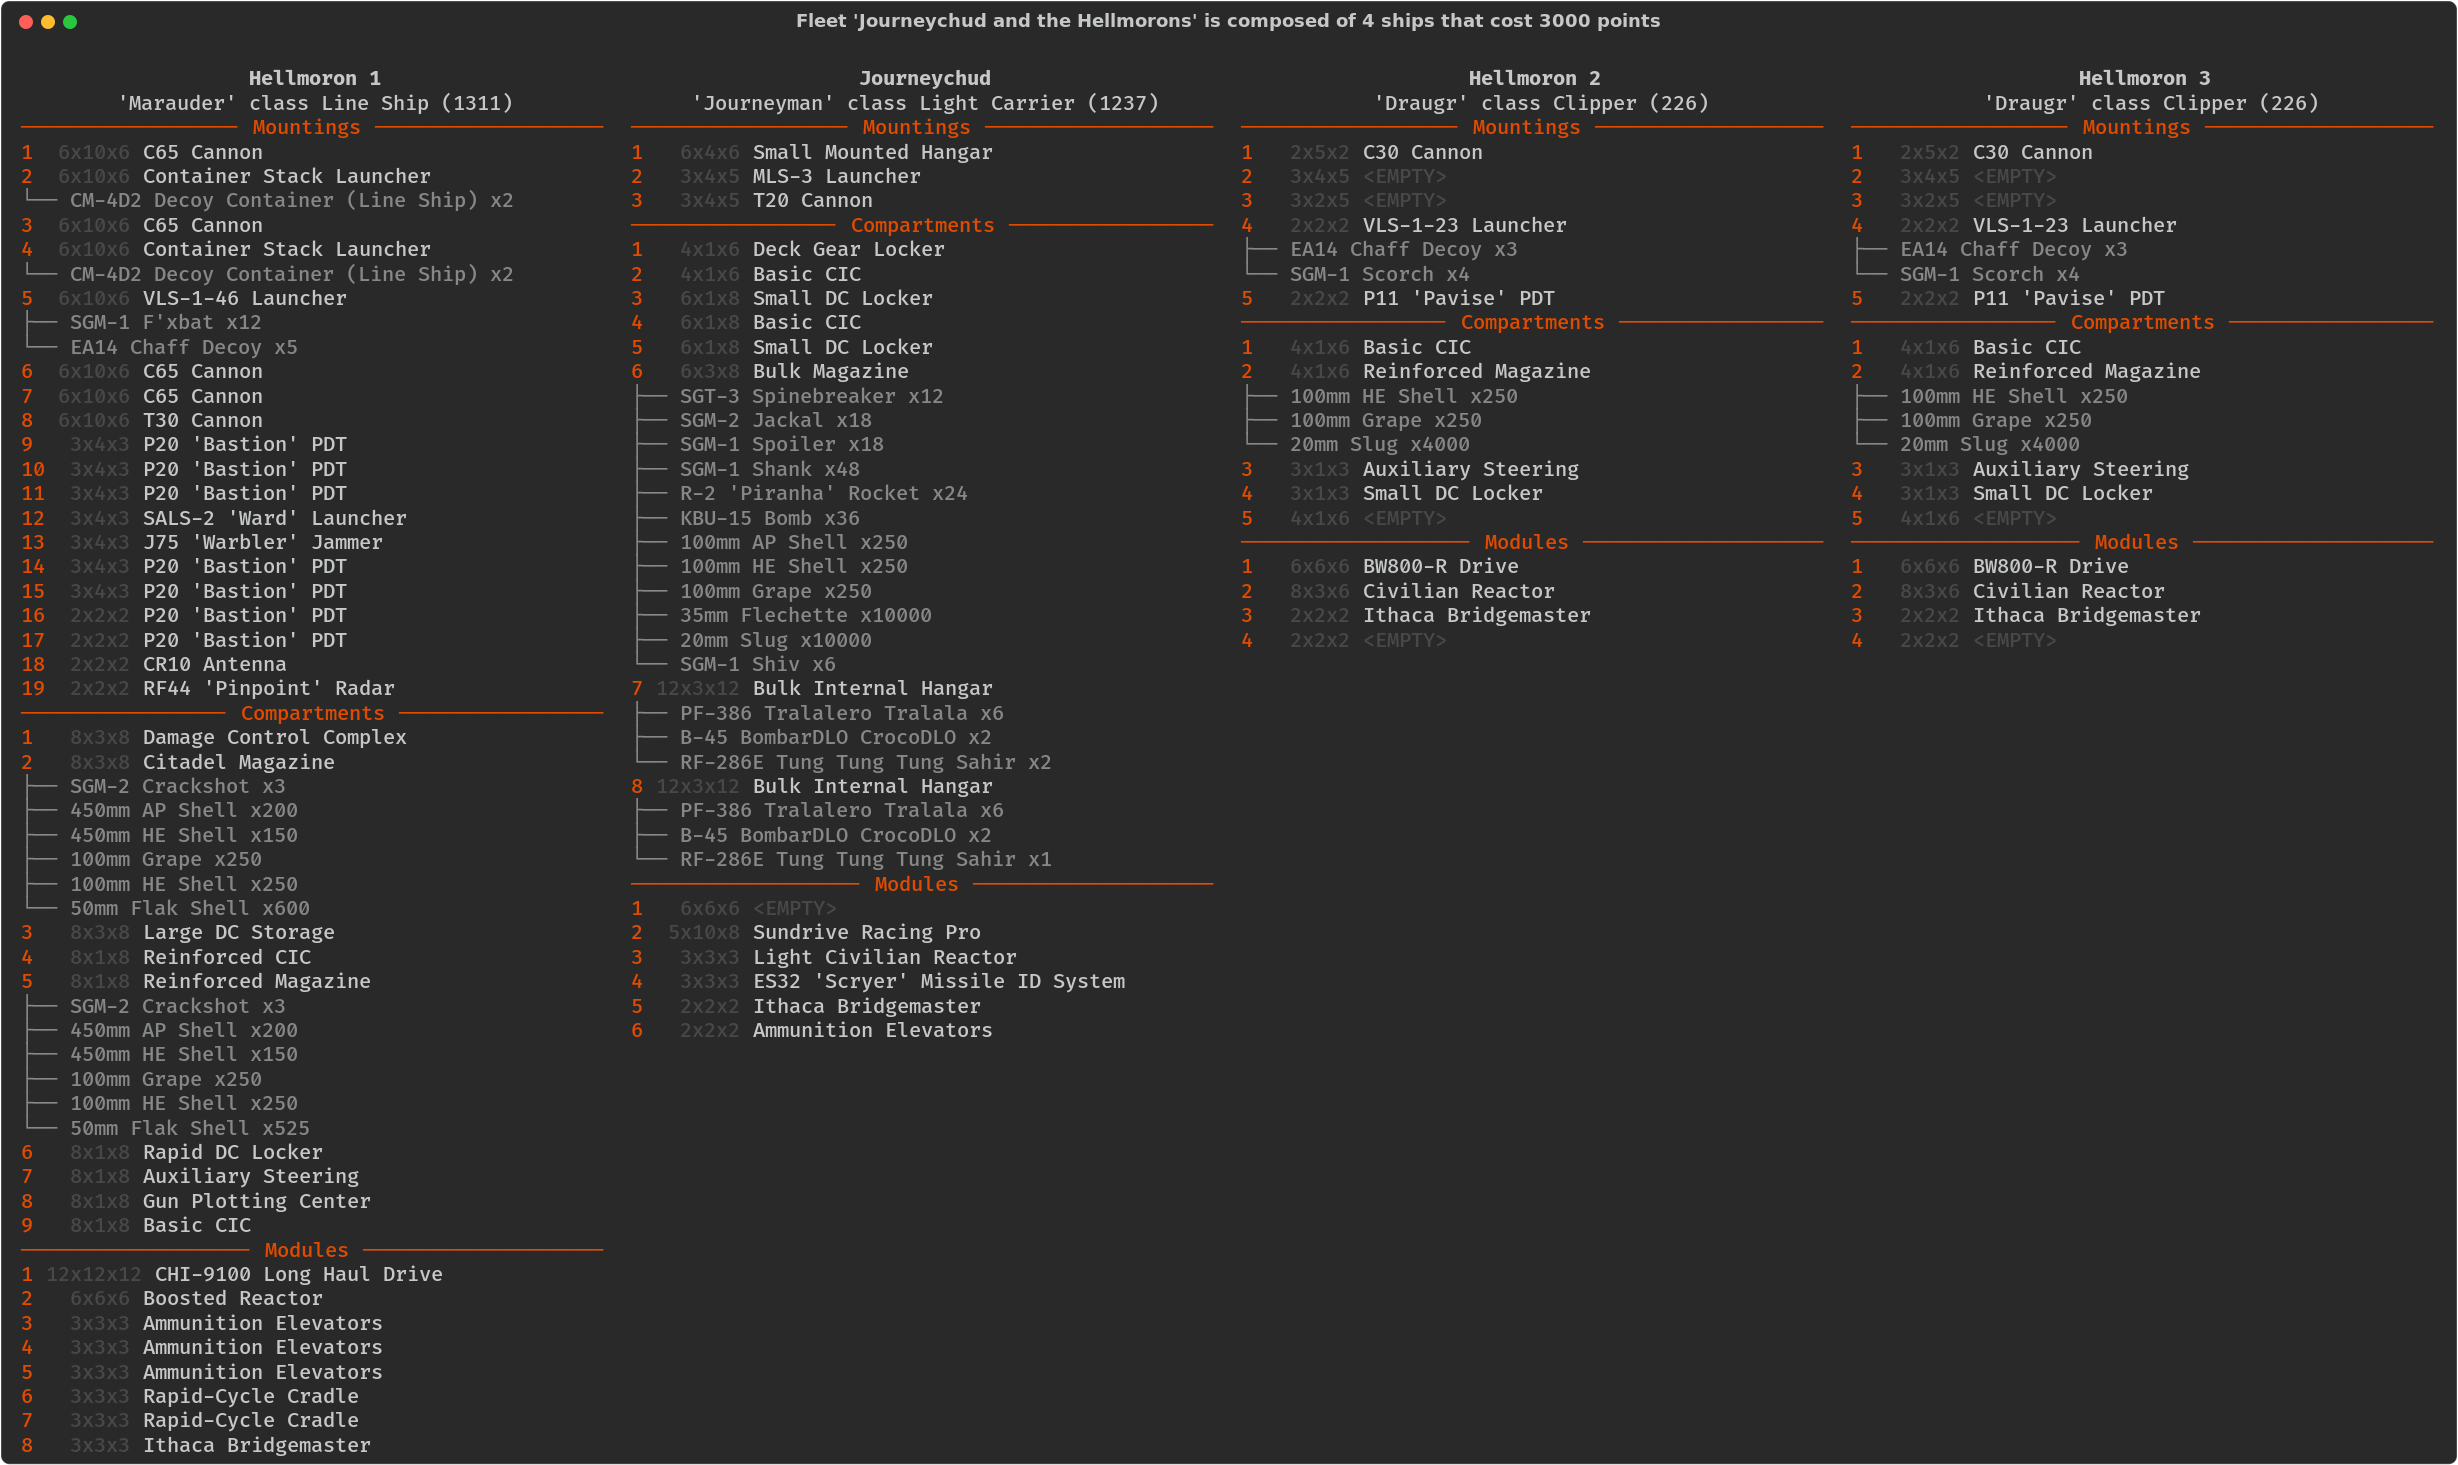 Fleet 'Journeychud and the Hellmorons' is composed of 4 ships that cost 3000 points
Hellmoron 1
'Marauder' class Line Ship (1311)
Mountings
1 6x10x6 C65 Cannon
2 6x10x6 Container Stack Launcher
CM-4D2 Decoy Container (Line Ship) x2
3 6x10x6 C65 Cannon
4 6x10x6 Container Stack Launcher
CM-4D2 Decoy Container (Line Ship) x2
5 6x10x6 VLS-1-46 Launcher
SGM-1 F'xbat x12
EA14 Chaff Decoy x5
6 6x10x6 C65 Cannon
7 6x10x6 C65 Cannon
8 6x10x6 T30 Cannon
9 3x4x3 P20 'Bastion' PDT
10 3x4x3 P20 'Bastion' PDT
11 3x4x3 P20 'Bastion' PDT
12 3x4x3 SALS-2 'Ward' Launcher
13 3x4x3 J75 'Warbler' Jammer
14 3x4x3 P20 'Bastion' PDT
15 3x4x3 P20 'Bastion' PDT
16 2x2x2 P20 'Bastion' PDT
17 2x2x2 P20 'Bastion' PDT
18 2x2x2 CR10 Antenna
19 2x2x2 RF44 'Pinpoint' Radar
Compartments
1 8x3x8 Damage Control Complex
2 8x3x8 Citadel Magazine
SGM-2 Crackshot x3
450mm AP Shell x200
450mm HE Shell x150
100mm Grape x250
100mm HE Shell x250
50mm Flak Shell x600
3 8x3x8 Large DC Storage
4 8x1x8 Reinforced CIC
5 8x1x8 Reinforced Magazine
SGM-2 Crackshot x3
450mm AP Shell x200
450mm HE Shell x150
100mm Grape x250
100mm HE Shell x250
50mm Flak Shell x525
6 8x1x8 Rapid DC Locker
7 8x1x8 Auxiliary Steering
8 8x1x8 Gun Plotting Center
9 8x1x8 Basic CIC
Modules
1 12x12x12 CHI-9100 Long Haul Drive
2 6x6x6 Boosted Reactor
3 3x3x3 Ammunition Elevators
4 3x3x3 Ammunition Elevators
5 3x3x3 Ammunition Elevators
6 3x3x3 Rapid-Cycle Cradle
7 3x3x3 Rapid-Cycle Cradle
8 3x3x3 Ithaca Bridgemaster
Journeychud
'Journeyman' class Light Carrier (1237)
Mountings
1 6x4x6 Small Mounted Hangar
2 3x4x5 MLS-3 Launcher
3 3x4x5 T20 Cannon
Compartments
1 4x1x6 Deck Gear Locker
2 4x1x6 Basic CIC
3 6x1x8 Small DC Locker
4 6x1x8 Basic CIC
5 6x1x8 Small DC Locker
6 6x3x8 Bulk Magazine
SGT-3 Spinebreaker x12
SGM-2 Jackal x18
SGM-1 Spoiler x18
SGM-1 Shank x48
R-2 'Piranha' Rocket x24
KBU-15 Bomb x36
100mm AP Shell x250
100mm HE Shell x250
100mm Grape x250
35mm Flechette x10000
20mm Slug x10000
SGM-1 Shiv x6
7 12x3x12 Bulk Internal Hangar
PF-386 Tralalero Tralala x6
B-45 BombarDLO CrocoDLO x2
RF-286E Tung Tung Tung Sahir x2
8 12x3x12 Bulk Internal Hangar
PF-386 Tralalero Tralala x6
B-45 BombarDLO CrocoDLO x2
RF-286E Tung Tung Tung Sahir x1
Modules
1 6x6x6 <EMPTY>
2 5x10x8 Sundrive Racing Pro
3 3x3x3 Light Civilian Reactor
4 3x3x3 ES32 'Scryer' Missile ID System
5 2x2x2 Ithaca Bridgemaster
6 2x2x2 Ammunition Elevators
Hellmoron 2
'Draugr' class Clipper (226)
Mountings
1 2x5x2 C30 Cannon
2 3x4x5 <EMPTY>
3 3x2x5 <EMPTY>
4 2x2x2 VLS-1-23 Launcher
EA14 Chaff Decoy x3
SGM-1 Scorch x4
5 2x2x2 P11 'Pavise' PDT
Compartments
1 4x1x6 Basic CIC
2 4x1x6 Reinforced Magazine
100mm HE Shell x250
100mm Grape x250
20mm Slug x4000
3 3x1x3 Auxiliary Steering
4 3x1x3 Small DC Locker
5 4x1x6 <EMPTY>
Modules
1 6x6x6 BW800-R Drive
2 8x3x6 Civilian Reactor
3 2x2x2 Ithaca Bridgemaster
4 2x2x2 <EMPTY>
Hellmoron 3
'Draugr' class Clipper (226)
Mountings
1 2x5x2 C30 Cannon
2 3x4x5 <EMPTY>
3 3x2x5 <EMPTY>
4 2x2x2 VLS-1-23 Launcher
EA14 Chaff Decoy x3
SGM-1 Scorch x4
5 2x2x2 P11 'Pavise' PDT
Compartments
1 4x1x6 Basic CIC
2 4x1x6 Reinforced Magazine
100mm HE Shell x250
100mm Grape x250
20mm Slug x4000
3 3x1x3 Auxiliary Steering
4 3x1x3 Small DC Locker
5 4x1x6 <EMPTY>
Modules
1 6x6x6 BW800-R Drive
2 8x3x6 Civilian Reactor
3 2x2x2 Ithaca Bridgemaster
4 2x2x2 <EMPTY>